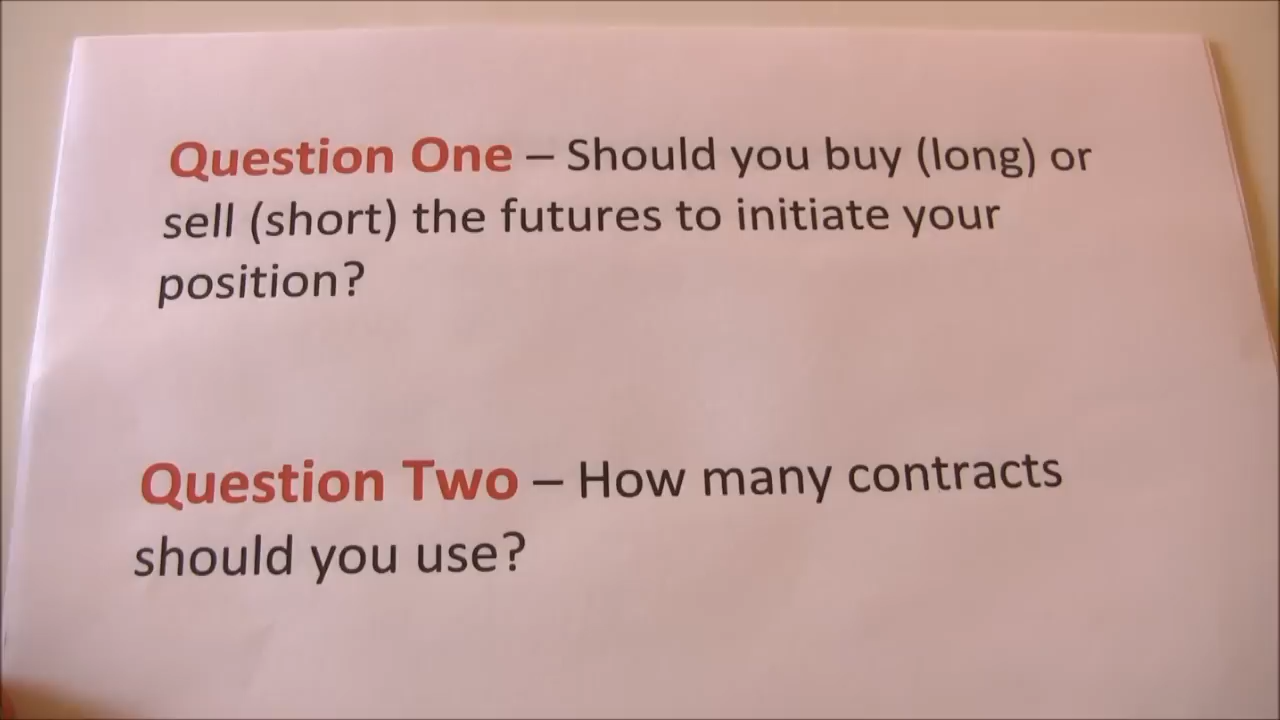 Question One – Should you buy (long) or
sell (short) the futures to initiate your
position?
Question Two – How many contracts
should you use?